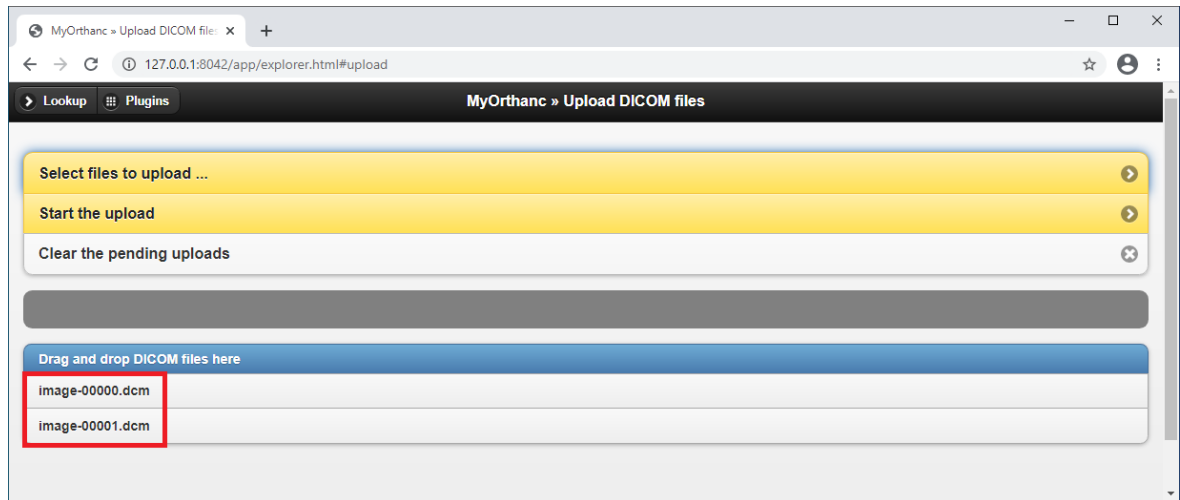 MyOrthanc » Upload DICOM files
127.0.0.1:8042/app/explorer.html#upload
Lookup Plugins MyOrthanc » Upload DICOM files
Select files to upload ...
Start the upload
Clear the pending uploads
Drag and drop DICOM files here
image-00000.dcm
image-00001.dcm